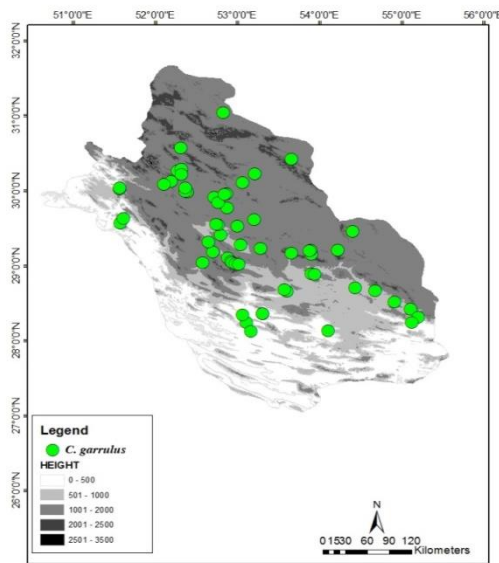 51°0'0"E 52°0'0"E 53°0'0"E 54°0'0"E 55°0'0"E 56°0'0"E
32°0'0"N
31°0'0"N
30°0'0"N
29°0'0"N
28°0'0"N
27°0'0"N
26°0'0"N
Legend
C. garrulus
HEIGHT
0 - 500
501 - 1000
1001 - 2000
2001 - 2500
2501 - 3500
N
0 15 30 60 90 120
Kilometers